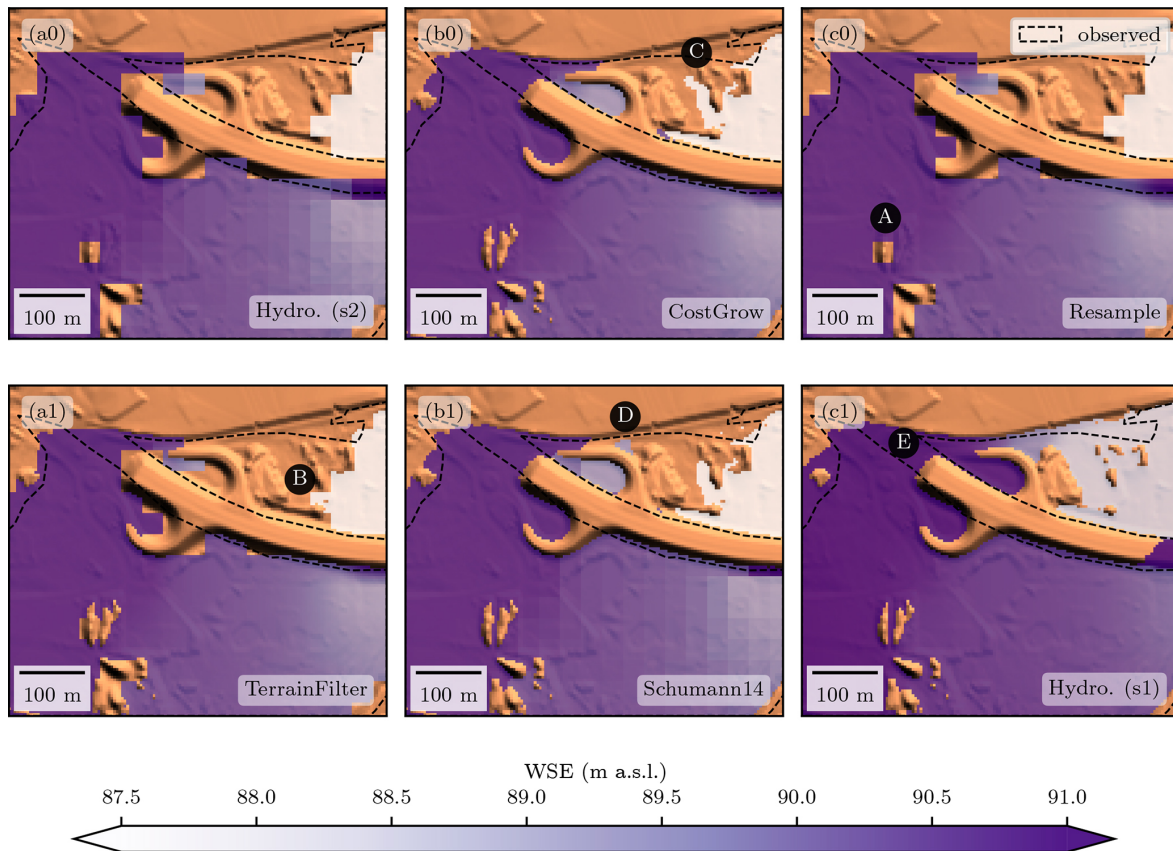 (a0)
100 m
Hydro. (s2)
(b0)
C
100 m
CostGrow
(c0)
observed
A
100 m
Resample
(a1)
B
100 m
TerrainFilter
(b1)
D
100 m
Schumann14
(c1)
E
100 m
Hydro. (s1)
WSE (m a.s.l.)
87.5 88.0 88.5 89.0 89.5 90.0 90.5 91.0